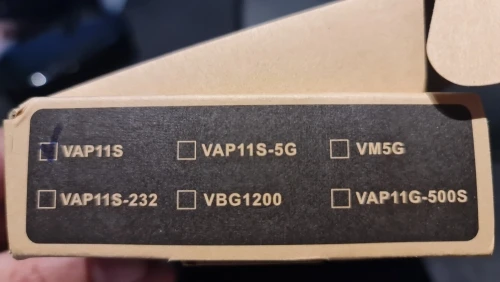 VAP11S VAP11S-5G VM5G
VAP11S-232 VBG1200 VAP11G-500S